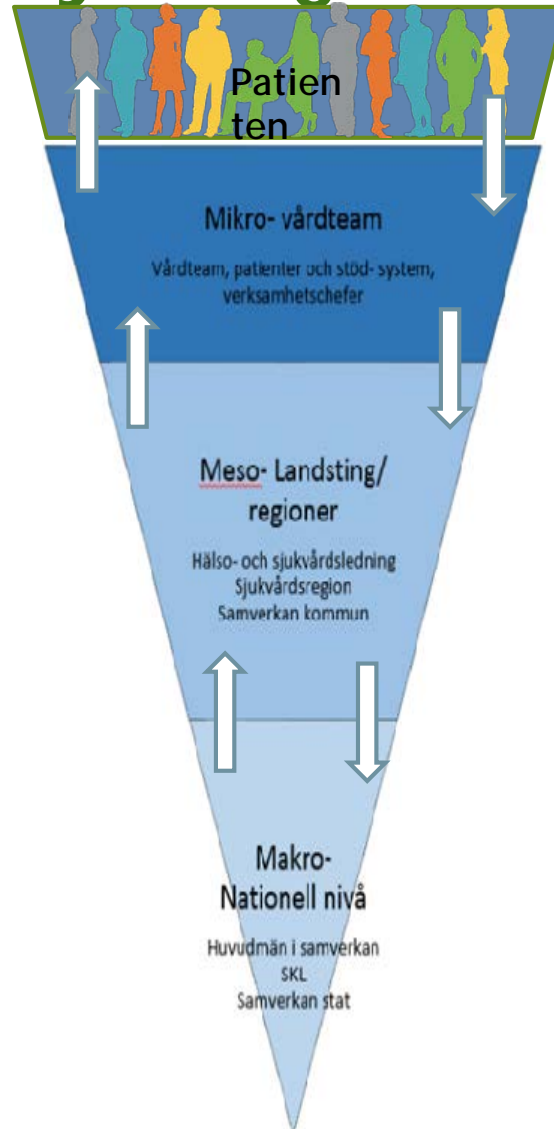 Patien
ten
Mikro- vårdteam
Vårdteam, patienter och stöd- system,
verksamhetschefer
Meso- Landsting/
regioner
Hälso- och sjukvårdsledning
Sjukvårdsregion
Samverkan kommun
Makro-
Nationell nivå
Huvudmän i samverkan
SKL
Samverkan stat